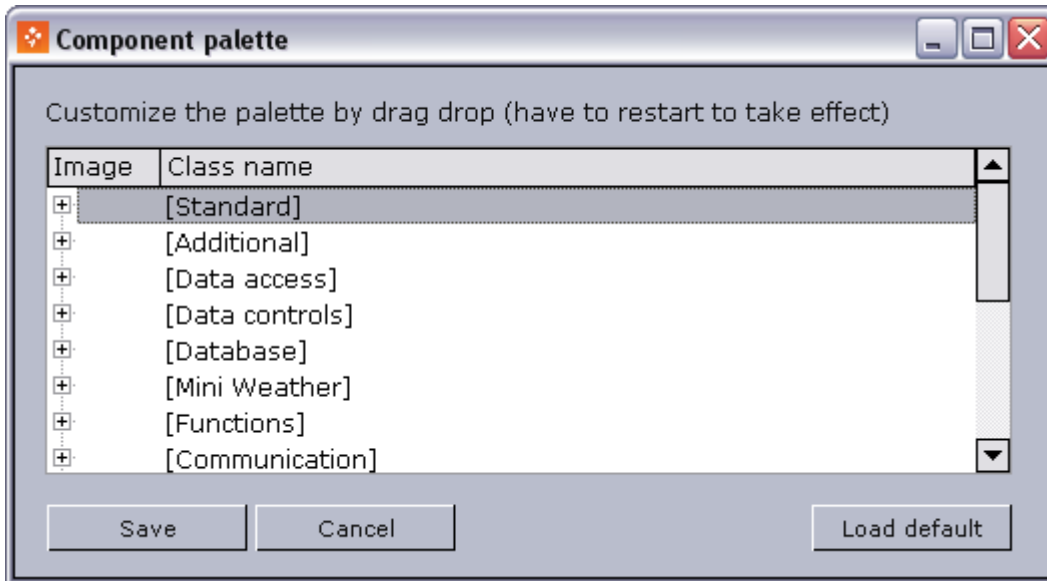 Component palette
Customize the palette by drag drop (have to restart to take effect)
Image Class name
[Standard]
[Additional]
[Data access]
[Data controls]
[Database]
[Mini Weather]
[Functions]
[Communication]
Save Cancel Load default